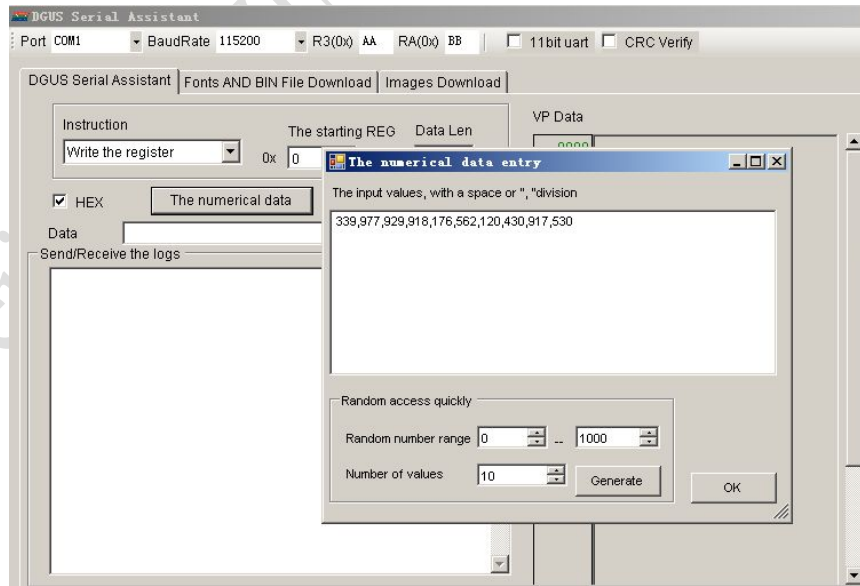 DGUS Serial Assistant
Port COM1 BaudRate 115200 R3(0x) AA RA(0x) BB 11bit uart CRC Verify
DGUS Serial Assistant Fonts AND BIN File Download Images Download
Instruction
The starting REG Data Len
VP Data
Write the register 0x 0
The numerical data entry
HEX The numerical data
The input values, with a space or ", "division
339,977,929,918,176,562,120,430,917,530
Data
Send/Receive the logs
Random access quickly
Random number range 0 -- 1000
Number of values 10 Generate OK